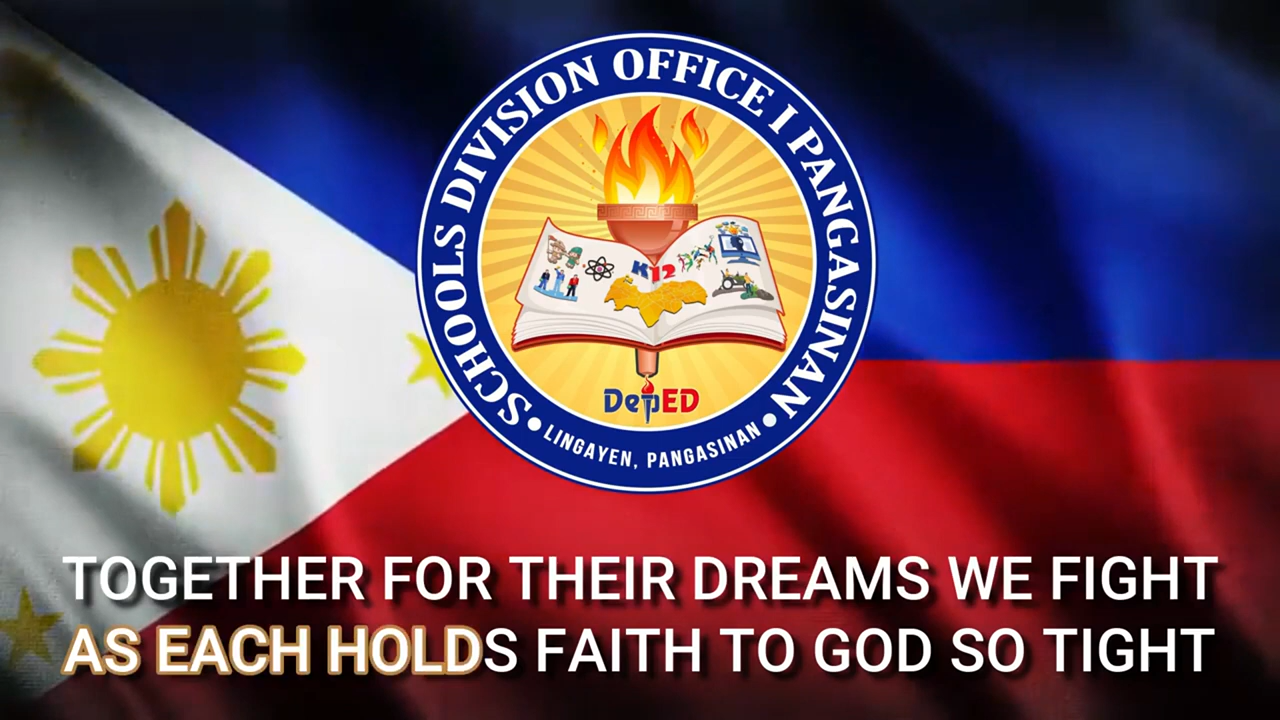 SCHOOLS DIVISION OFFICE I PANGASINAN
K12
DepED
• LINGAYEN, PANGASINAN •
TOGETHER FOR THEIR DREAMS WE FIGHT
AS EACH HOLDS FAITH TO GOD SO TIGHT